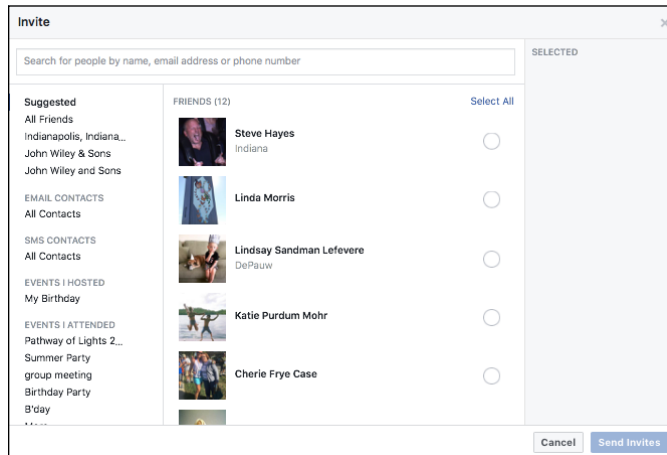 Invite
Search for people by name, email address or phone number
SELECTED
Suggested
All Friends
Indianapolis, Indiana...
John Wiley & Sons
John Wiley and Sons
EMAIL CONTACTS
All Contacts
SMS CONTACTS
All Contacts
EVENTS I HOSTED
My Birthday
EVENTS I ATTENDED
Pathway of Lights 2...
Summer Party
group meeting
Birthday Party
B'day
FRIENDS (12)
Select All
Steve Hayes
Indiana
Linda Morris
Lindsay Sandman Lefevere
DePauw
Katie Purdum Mohr
Cherie Frye Case
Cancel
Send Invites